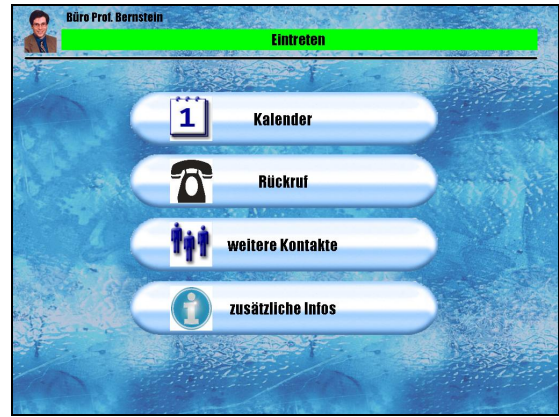 Büro Prof. Bernstein
Eintreten
1
Kalender
Rückruf
weitere Kontakte
i
zusätzliche Infos